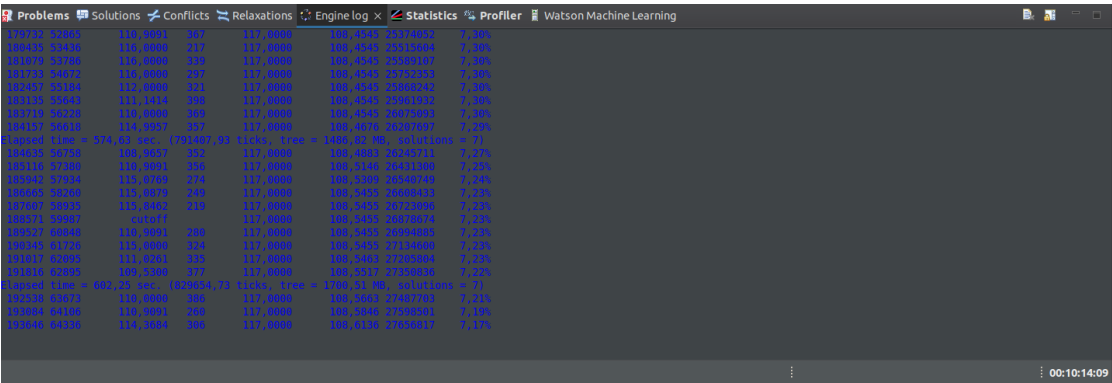 Problems Solutions Conflicts Relaxations Engine log × Statistics Profiler Watson Machine Learning
179732 52865 110,9091 367 117,0000 108,4545 25374052 7,30%
180435 53436 116,0000 217 117,0000 108,4545 25515604 7,30%
181079 53786 116,0000 339 117,0000 108,4545 25589107 7,30%
181733 54672 116,0000 297 117,0000 108,4545 25752353 7,30%
182457 55184 112,0000 321 117,0000 108,4545 25868242 7,30%
183135 55643 111,1414 398 117,0000 108,4545 25961932 7,30%
183719 56228 110,0000 369 117,0000 108,4545 26075093 7,30%
184157 56618 114,9957 357 117,0000 108,4676 26207697 7,29%
Elapsed time = 574,63 sec. (791407,93 ticks, tree = 1486,82 MB, solutions = 7)
184635 56758 108,9657 352 117,0000 108,4883 26245711 7,27%
185116 57380 110,9091 356 117,0000 108,5146 26431300 7,25%
185942 57934 115,0769 274 117,0000 108,5309 26540749 7,24%
186665 58260 115,0879 249 117,0000 108,5455 26608433 7,23%
187607 58935 115,8462 219 117,0000 108,5455 26723096 7,23%
188571 59987 cutoff 117,0000 108,5455 26878674 7,23%
189527 60848 110,9091 280 117,0000 108,5455 26994885 7,23%
190345 61726 115,0000 324 117,0000 108,5455 27134600 7,23%
191017 62095 111,0261 335 117,0000 108,5463 27205804 7,23%
191816 62895 109,5300 377 117,0000 108,5517 27350836 7,22%
Elapsed time = 602,25 sec. (829654,73 ticks, tree = 1700,51 MB, solutions = 7)
192538 63673 110,0000 386 117,0000 108,5663 27487703 7,21%
193084 64106 110,9091 260 117,0000 108,5846 27598501 7,19%
193646 64336 114,3684 306 117,0000 108,6136 27656817 7,17%
00:10:14:09